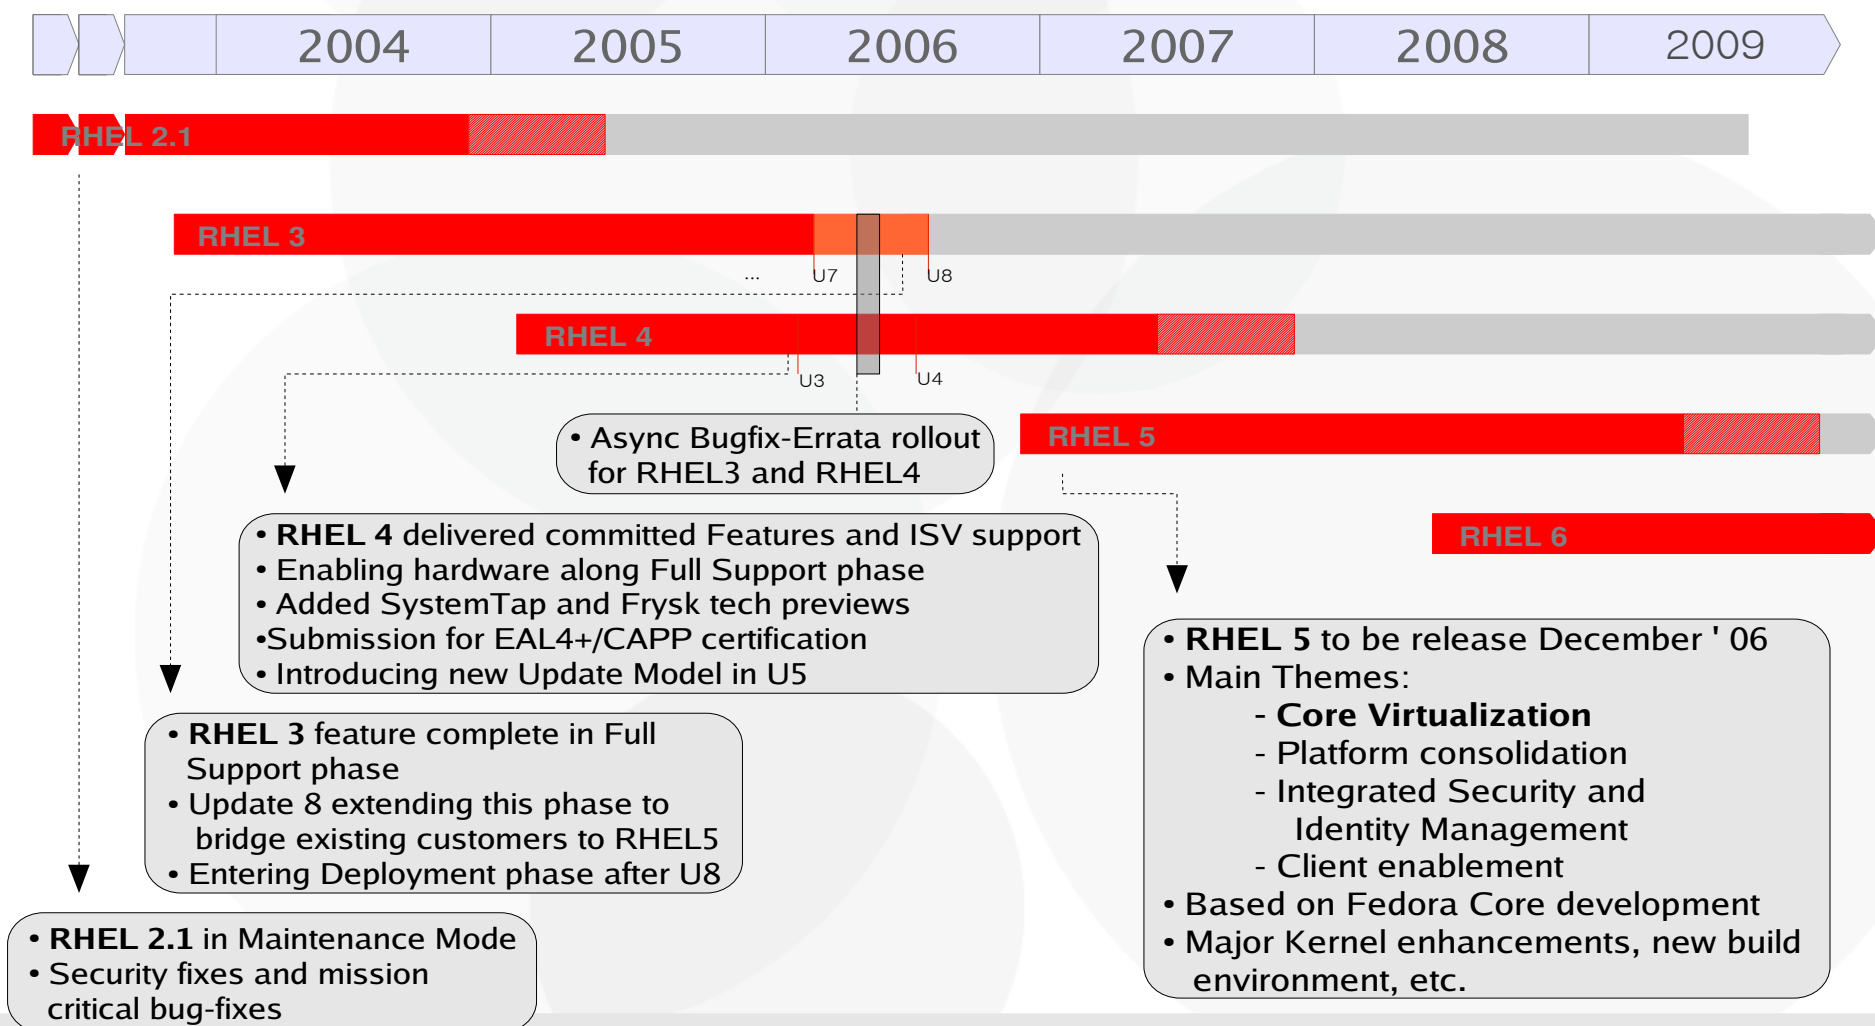 2004 2005 2006 2007 2008 2009
RHEL 2.1
RHEL 3
... U7 U8
RHEL 4
U3 U4
• Async Bugfix-Errata rollout
for RHEL3 and RHEL4
RHEL 5
RHEL 6
• RHEL 4 delivered committed Features and ISV support
• Enabling hardware along Full Support phase
• Added SystemTap and Frysk tech previews
•Submission for EAL4+/CAPP certification
• Introducing new Update Model in U5
• RHEL 3 feature complete in Full
Support phase
• Update 8 extending this phase to
bridge existing customers to RHEL5
• Entering Deployment phase after U8
• RHEL 2.1 in Maintenance Mode
• Security fixes and mission
critical bug-fixes
• RHEL 5 to be release December ' 06
• Main Themes:
- Core Virtualization
- Platform consolidation
- Integrated Security and
Identity Management
- Client enablement
• Based on Fedora Core development
• Major Kernel enhancements, new build
environment, etc.